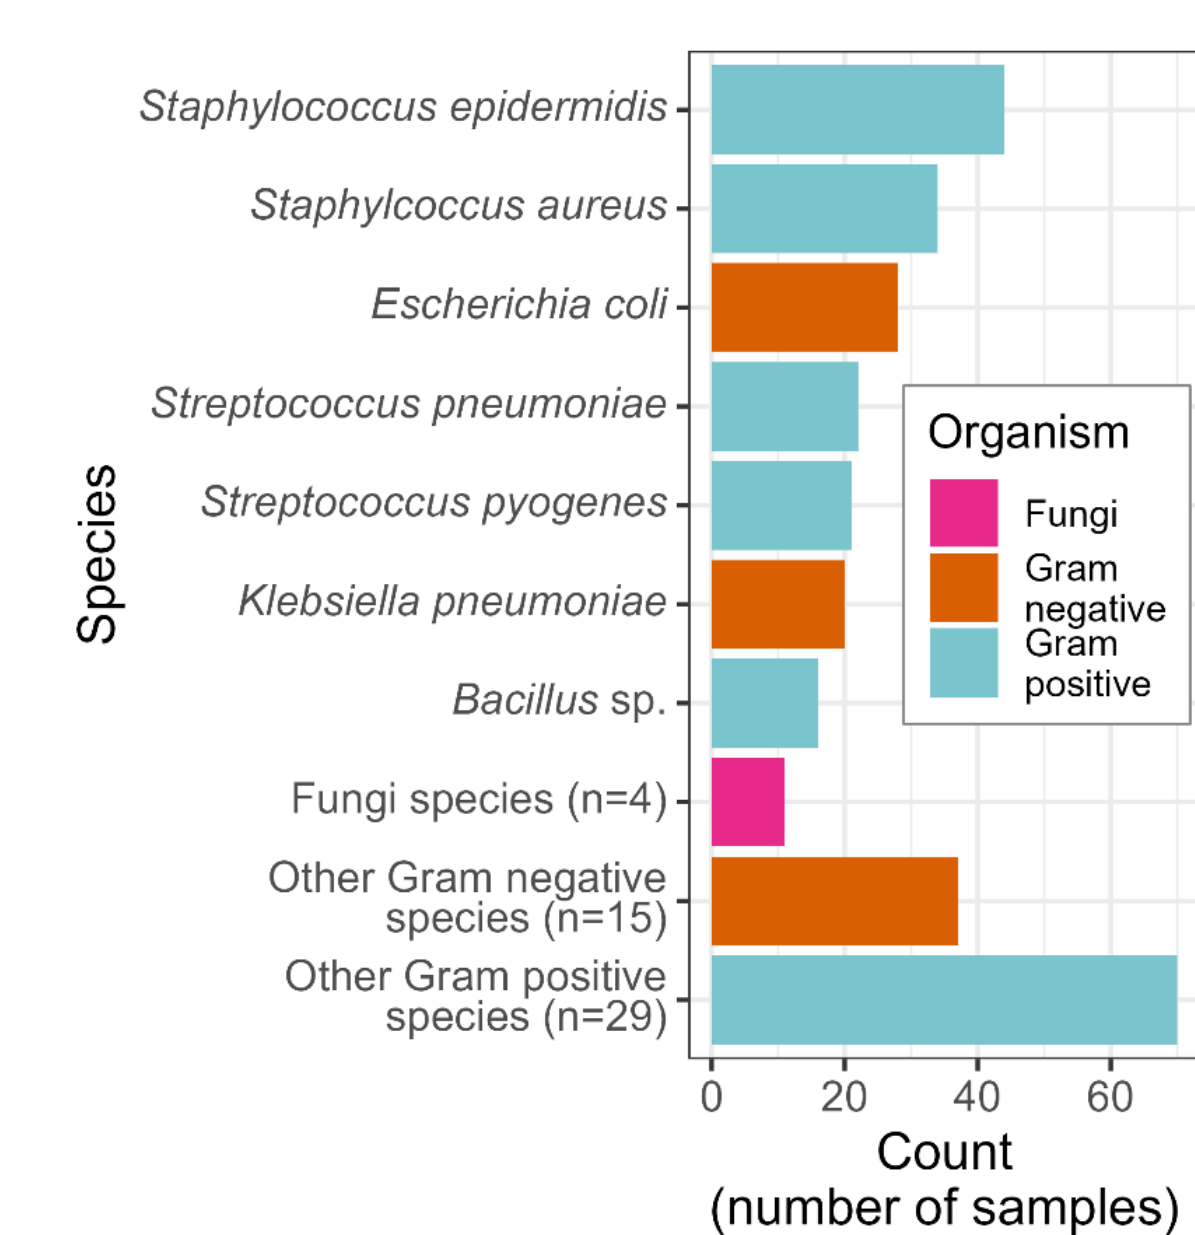 Staphylococcus epidermidis
Staphylcoccus aureus
Escherichia coli
Streptococcus pneumoniae
Streptococcus pyogenes
Klebsiella pneumoniae
Bacillus sp.
Fungi species (n=4)
Other Gram negative
species (n=15)
Other Gram positive
species (n=29)
Species
Organism
Fungi
Gram
negative
Gram
positive
0 20 40 60
Count
(number of samples)